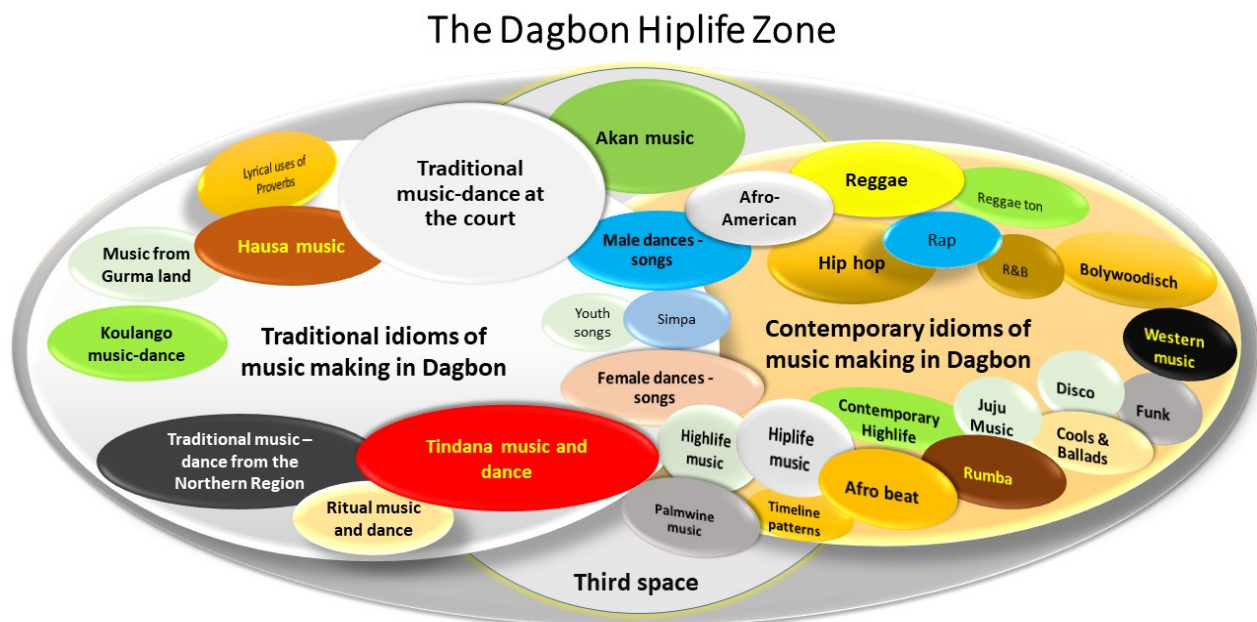 The Dagbon Hiplife Zone
Akan music
Lyrical uses of
Proverbs
Traditional
music-dance at
the court
Reggae
Reggae ton
Afro-
American
Music from
Gurma land
Hausa music
Male dances -
songs
Hip hop
Rap
R&B
Bolywoodisch
Koulango
music-dance
Traditional idioms of
music making in Dagbon
Youth
songs
Simpa
Contemporary idioms of
music making in Dagbon
Western
music
Female dances -
songs
Disco
Funk
Traditional music –
dance from the
Northern Region
Tindana music and
dance
Highlife
music
Hiplife
music
Contemporary
Highlife
Juju
Music
Cools &
Ballads
Rumba
Afro beat
Ritual music
and dance
Palmwine
music
Timeline
patterns
Third space